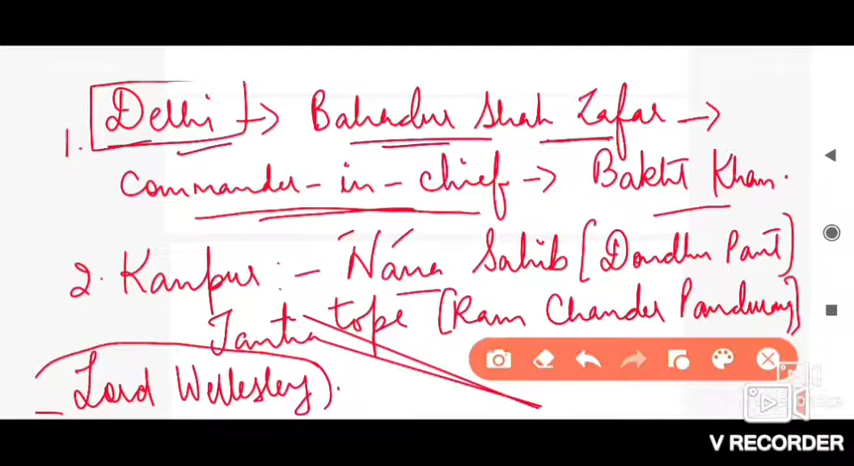 1. Delhi → Bahadur Shah Zafar →
Commander-in-chief → Bakht Khan.
2. Kanpur :- Nana Sahib [Dondhu Pant]
Tantia tope [Ram Chander Pandurang]
Lord Wellesley).
V RECORDER